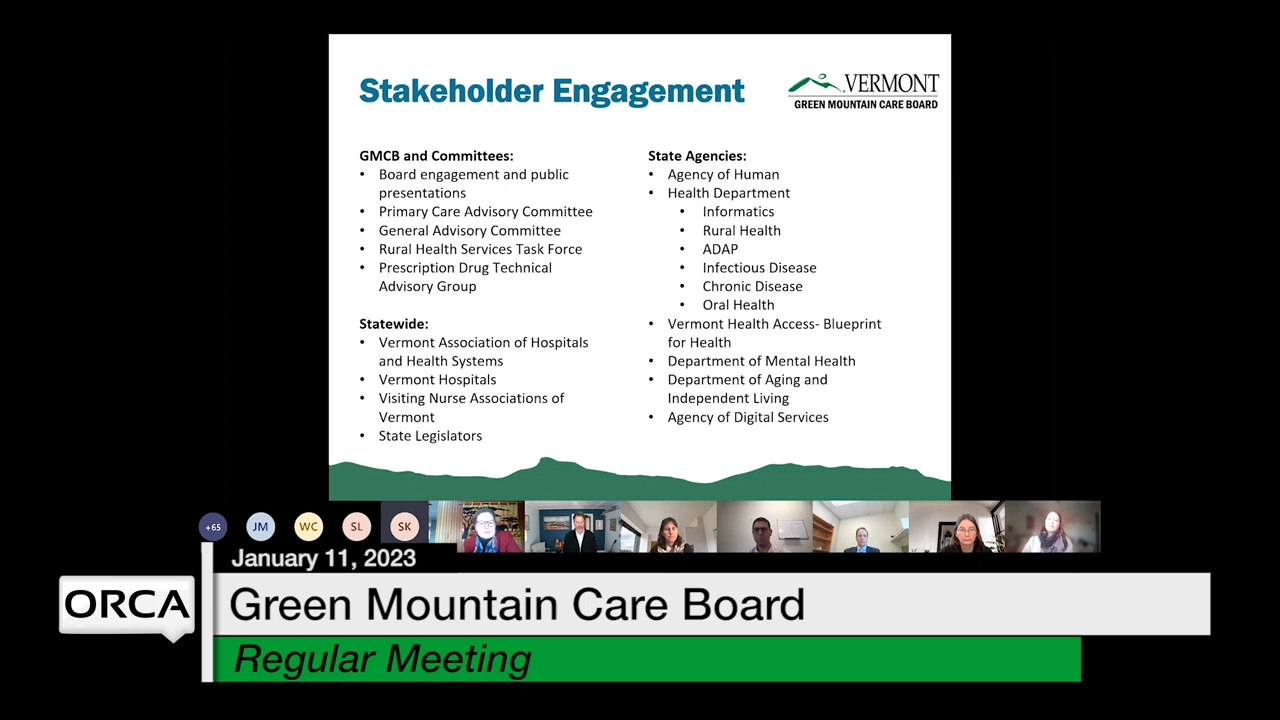 Stakeholder Engagement
VERMONT
GREEN MOUNTAIN CARE BOARD
GMCB and Committees:
• Board engagement and public
presentations
• Primary Care Advisory Committee
• General Advisory Committee
• Rural Health Services Task Force
• Prescription Drug Technical
Advisory Group
Statewide:
• Vermont Association of Hospitals
and Health Systems
• Vermont Hospitals
• Visiting Nurse Associations of
Vermont
• State Legislators
State Agencies:
• Agency of Human
• Health Department
• Informatics
• Rural Health
• ADAP
• Infectious Disease
• Chronic Disease
• Oral Health
• Vermont Health Access- Blueprint
for Health
• Department of Mental Health
• Department of Aging and
Independent Living
• Agency of Digital Services
+65 JM WC SL SK
January 11, 2023
ORCA
Green Mountain Care Board
Regular Meeting